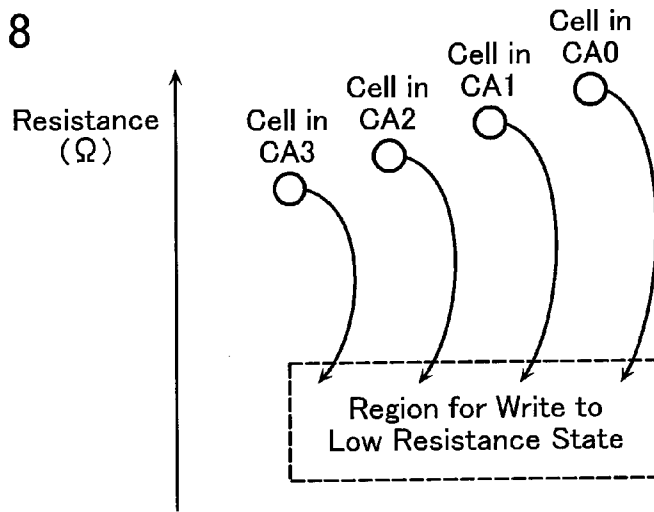 8
Resistance
(Ω)
Cell in
CA3
Cell in
CA2
Cell in
CA1
Cell in
CA0
Region for Write to
Low Resistance State